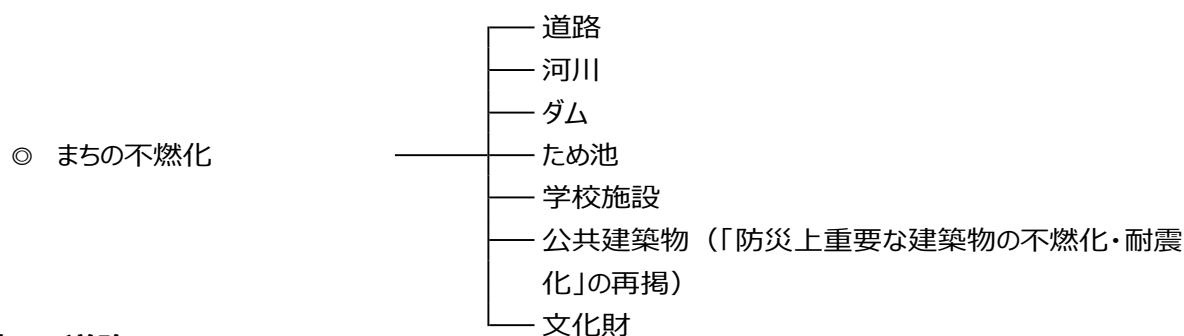 道路
河川
ダム
◎ まちの不燃化
ため池
学校施設
公共建築物(「防災上重要な建築物の不燃化・耐震
化」の再掲)
文化財